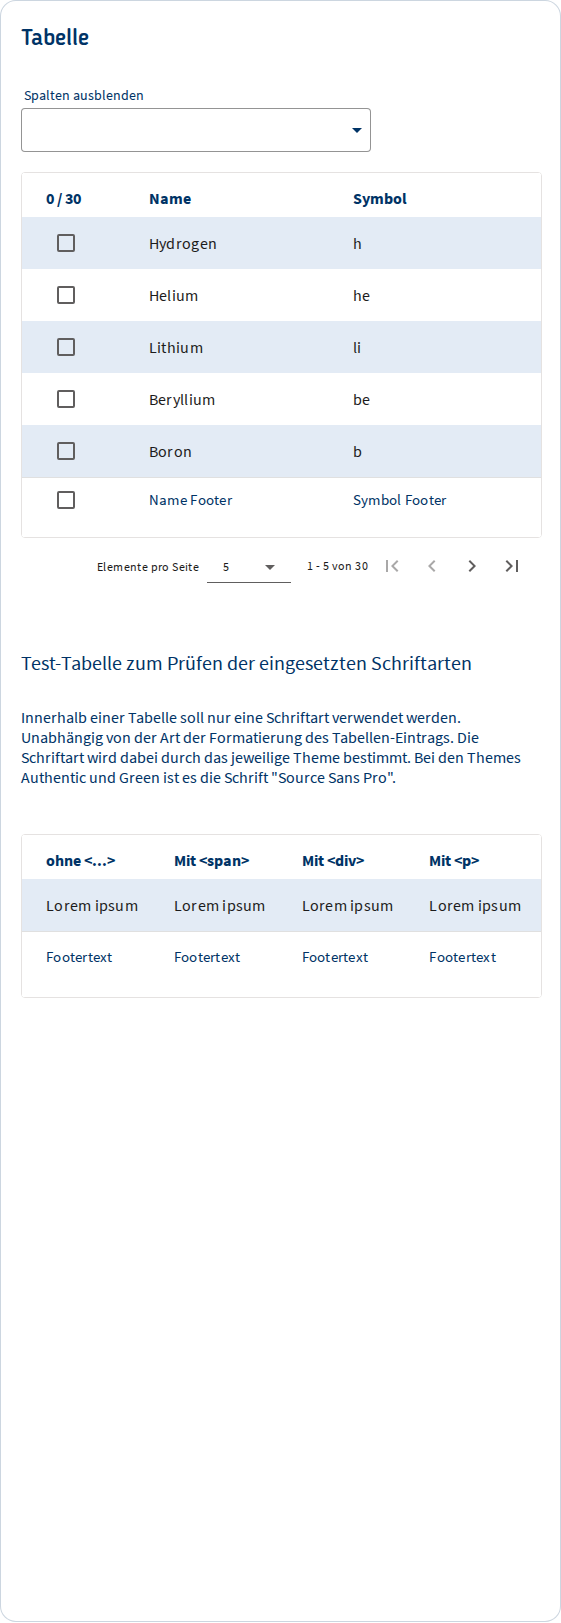 Tabelle
Spalten ausblenden
0 / 30 Name Symbol
Hydrogen h
Helium he
Lithium li
Beryllium be
Boron b
Name Footer Symbol Footer
Elemente pro Seite 5 1 - 5 von 30
Test-Tabelle zum Prüfen der eingesetzten Schriftarten
Innerhalb einer Tabelle soll nur eine Schriftart verwendet werden.
Unabhängig von der Art der Formatierung des Tabellen-Eintrags. Die
Schriftart wird dabei durch das jeweilige Theme bestimmt. Bei den Themes
Authentic und Green ist es die Schrift "Source Sans Pro".
ohne <...> Mit <span> Mit <div> Mit <p>
Lorem ipsum Lorem ipsum Lorem ipsum Lorem ipsum
Footertext Footertext Footertext Footertext